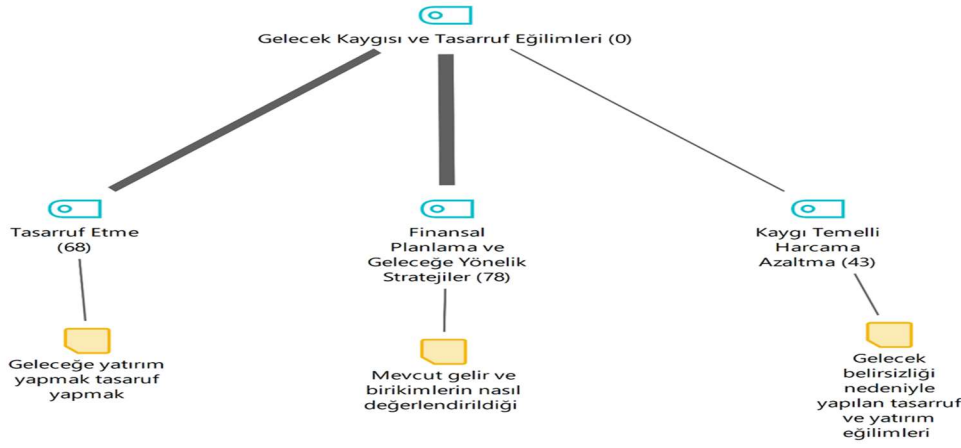 Gelecek Kaygısı ve Tasarruf Eğilimleri (0)
Tasarruf Etme
(68)
Finansal
Planlama ve
Geleceğe Yönelik
Stratejiler (78)
Kaygı Temelli
Harcama
Azaltma (43)
Geleceğe yatırım
yapmak tasaruf
yapmak
Mevcut gelir ve
birikimlerin nasıl
değerlendirildiği
Gelecek
belirsizliği
nedeniyle
yapılan tasarruf
ve yatırım
eğilimleri